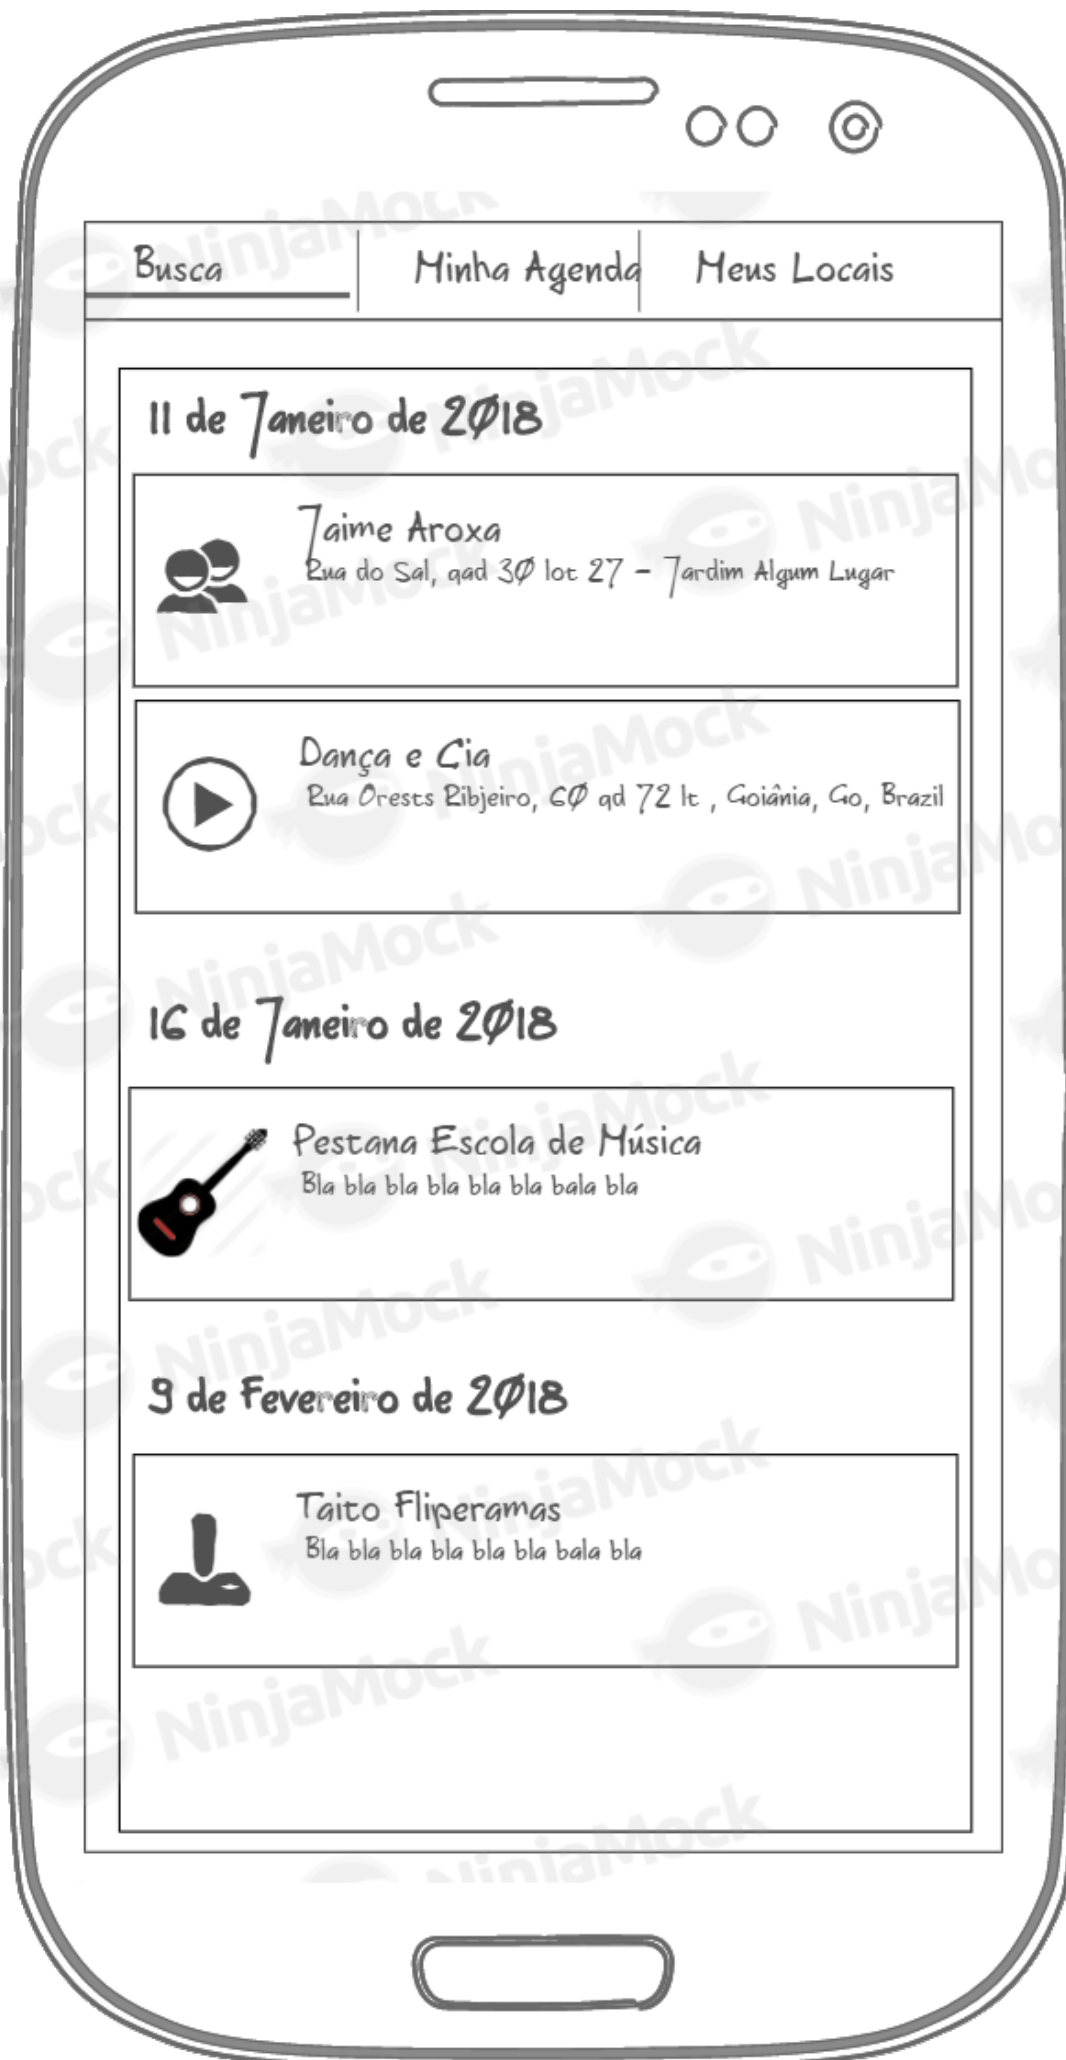 Busca
Minha Agenda
Meus Locais
11 de Janeiro de 2018
Jaime Aroxa
Rua do Sal, qad 30 lot 27 - Jardim Algum Lugar
Dança e Cia
Rua Orests Ribjeiro, 60 qd 72 lt , Goiânia, Go, Brazil
16 de Janeiro de 2018
Pestana Escola de Música
Bla bla bla bla bla bla bala bla
9 de Fevereiro de 2018
Taito Fliperamas
Bla bla bla bla bla bla bala bla
NinjaMock